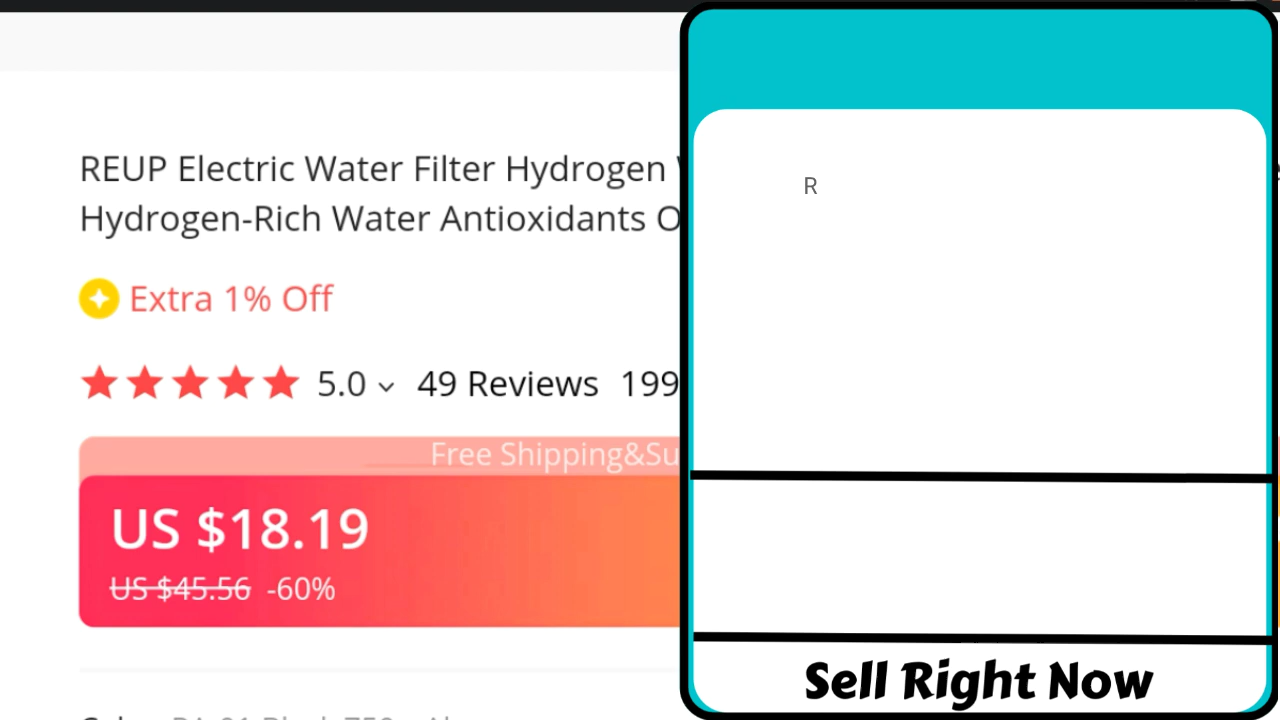 REUP Electric Water Filter Hydrogen
Hydrogen-Rich Water Antioxidants O
Extra 1% Off
5.0 49 Reviews 199
Free Shipping&Su
US $18.19
US $45.56 -60%
R
Sell Right Now